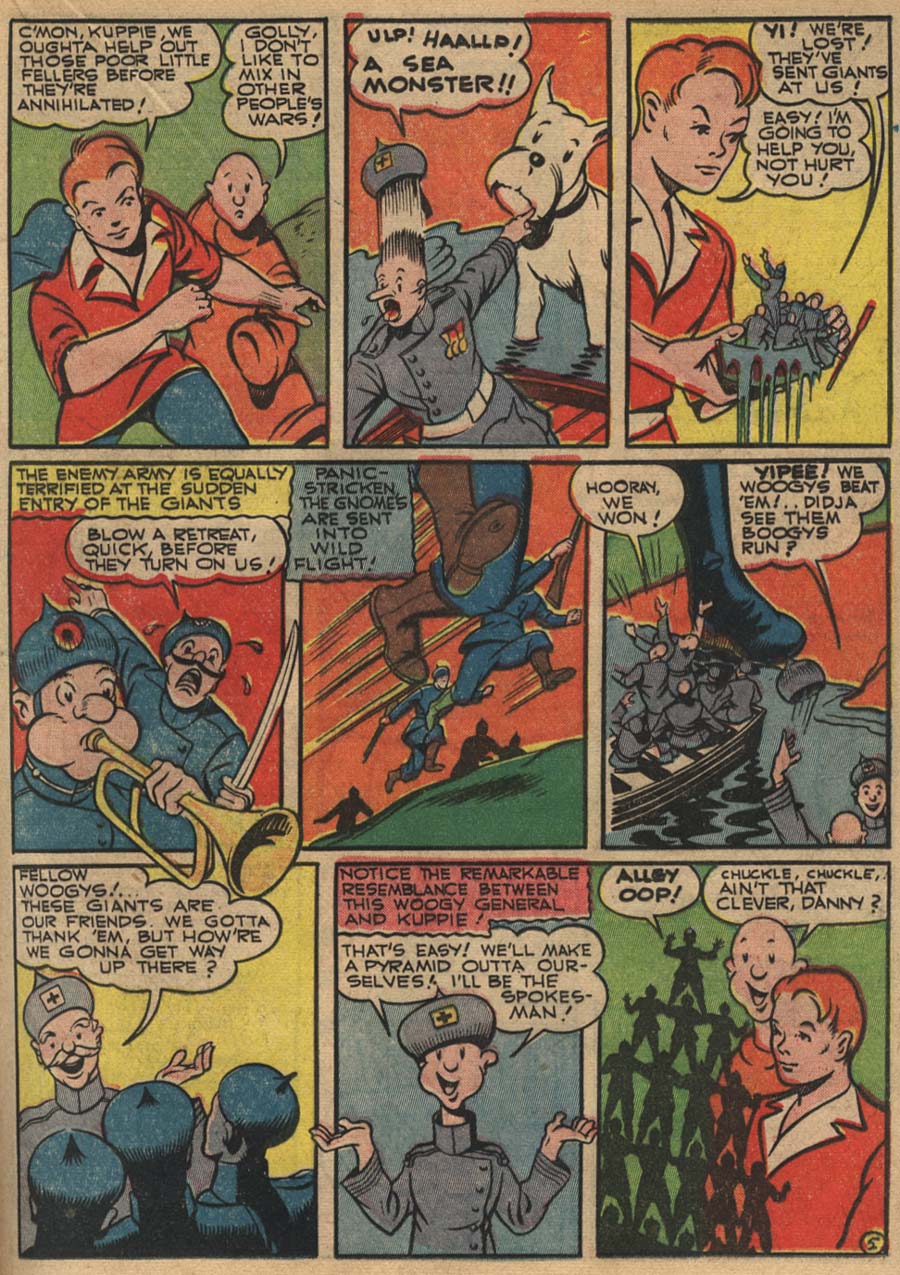 C'MON, KUPPIE, WE
OUGHTA HELP OUT
THOSE POOR LITTLE
FELLERS BEFORE
THEY'RE
ANNIHILATED!
GOLLY,
I DON'T
LIKE TO
MIX IN
OTHER
PEOPLE'S
WARS!
ULP! HAALLP!
A SEA
MONSTER!!
YI! WE'RE
LOST!
THEY'VE
SENT GIANTS
AT US!
EASY! I'M
GOING TO
HELP YOU,
NOT HURT
YOU!
THE ENEMY ARMY IS EQUALLY
TERRIFIED AT THE SUDDEN
ENTRY OF THE GIANTS
BLOW A RETREAT,
QUICK, BEFORE
THEY TURN ON US!
PANIC-
STRICKEN,
THE GNOMES
ARE SENT
INTO
WILD
FLIGHT!
HOORAY,
WE
WON!
YIPEE! WE
WOOGYS BEAT
'EM!.. DIDJA
SEE THEM
BOOGYS
RUN?
FELLOW
WOOGYS!...
THESE GIANTS ARE
OUR FRIENDS. WE GOTTA
THANK 'EM, BUT HOW'RE
WE GONNA GET WAY
UP THERE?
NOTICE THE REMARKABLE
RESEMBLANCE BETWEEN
THIS WOOGY GENERAL
AND KUPPIE!
THAT'S EASY! WE'LL MAKE
A PYRAMID OUTTA OUR-
SELVES! I'LL BE THE
SPOKES-
MAN!
ALLEY
OOP!
CHUCKLE, CHUCKLE,
AIN'T THAT
CLEVER, DANNY?
5